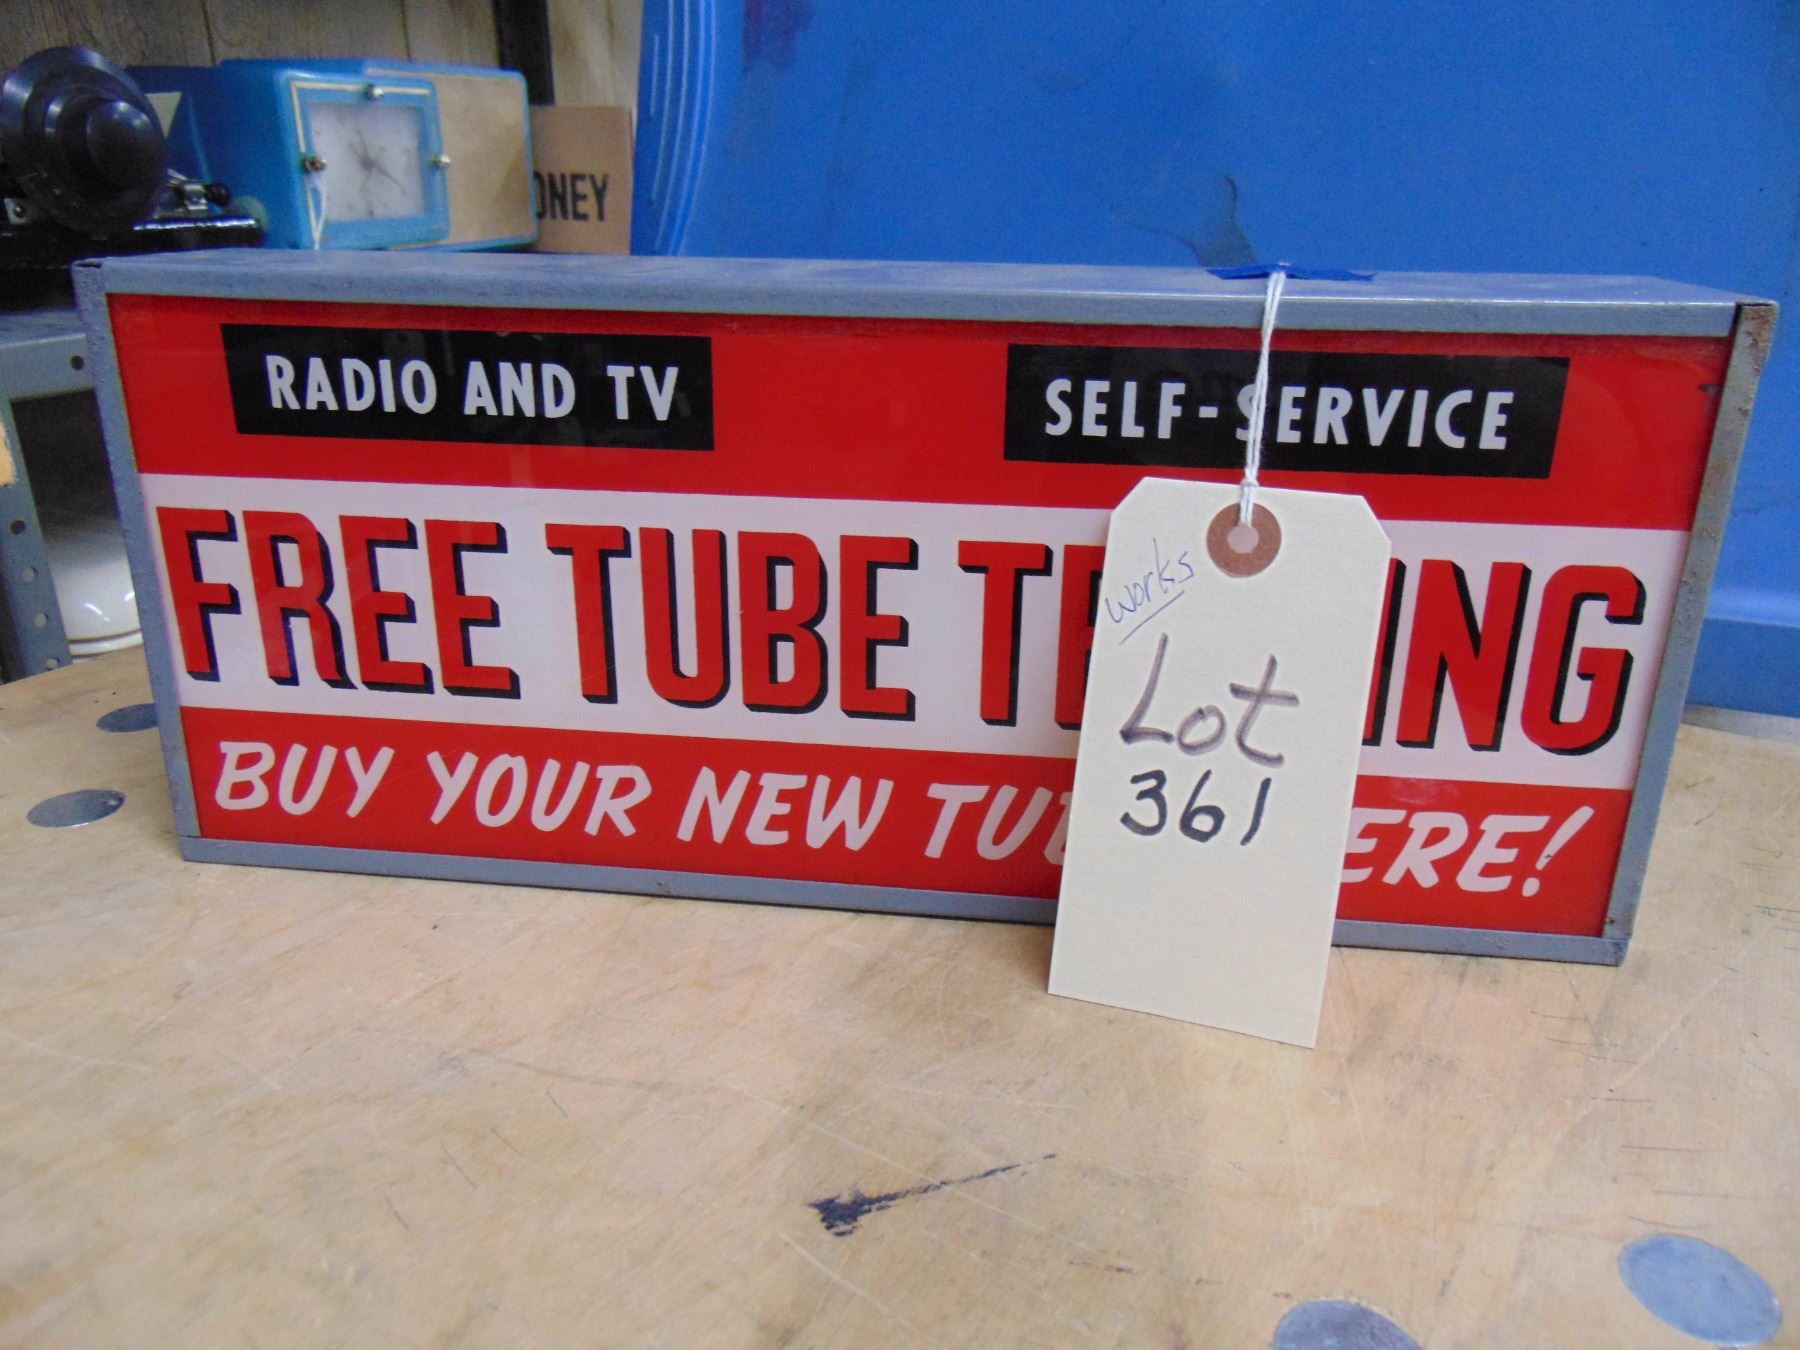 ONEY
RADIO AND TV
SELF-SERVICE
FREE TUBE TE ING
BUY YOUR NEW TU ERE!
works
Lot
361